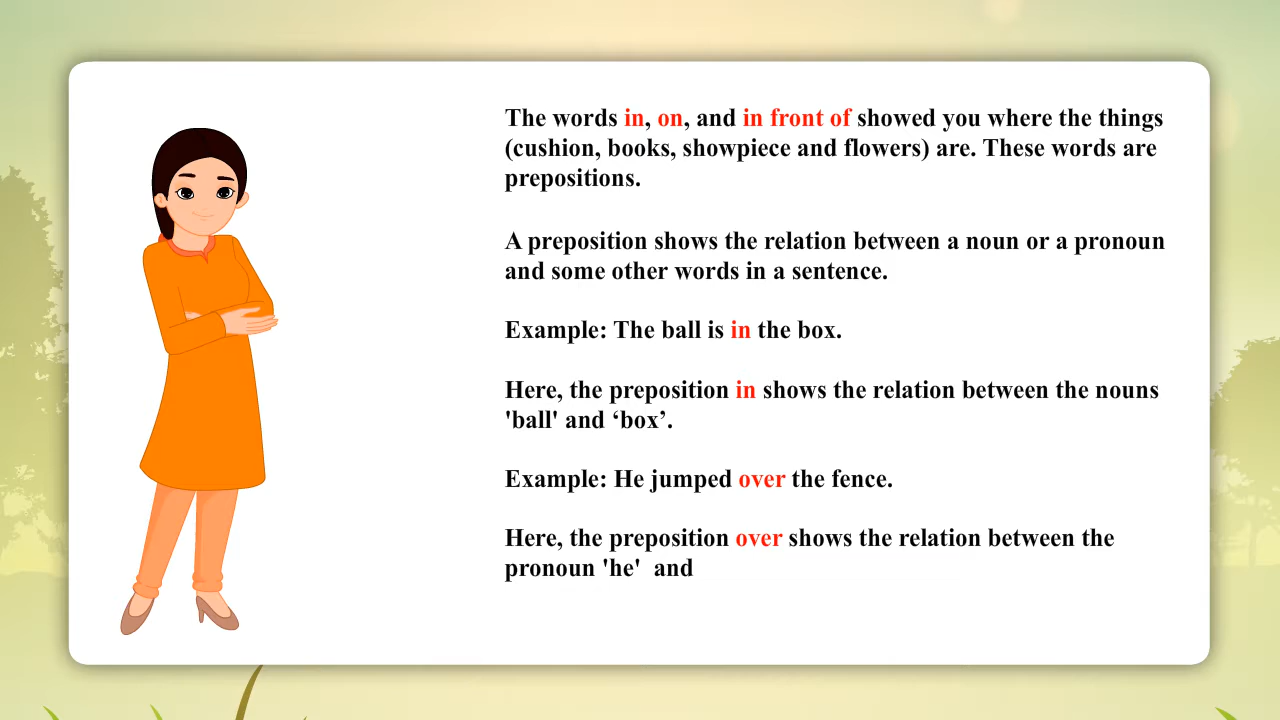 The words in, on, and in front of showed you where the things
(cushion, books, showpiece and flowers) are. These words are
prepositions.
A preposition shows the relation between a noun or a pronoun
and some other words in a sentence.
Example: The ball is in the box.
Here, the preposition in shows the relation between the nouns
'ball' and ‘box’.
Example: He jumped over the fence.
Here, the preposition over shows the relation between the
pronoun 'he'  and